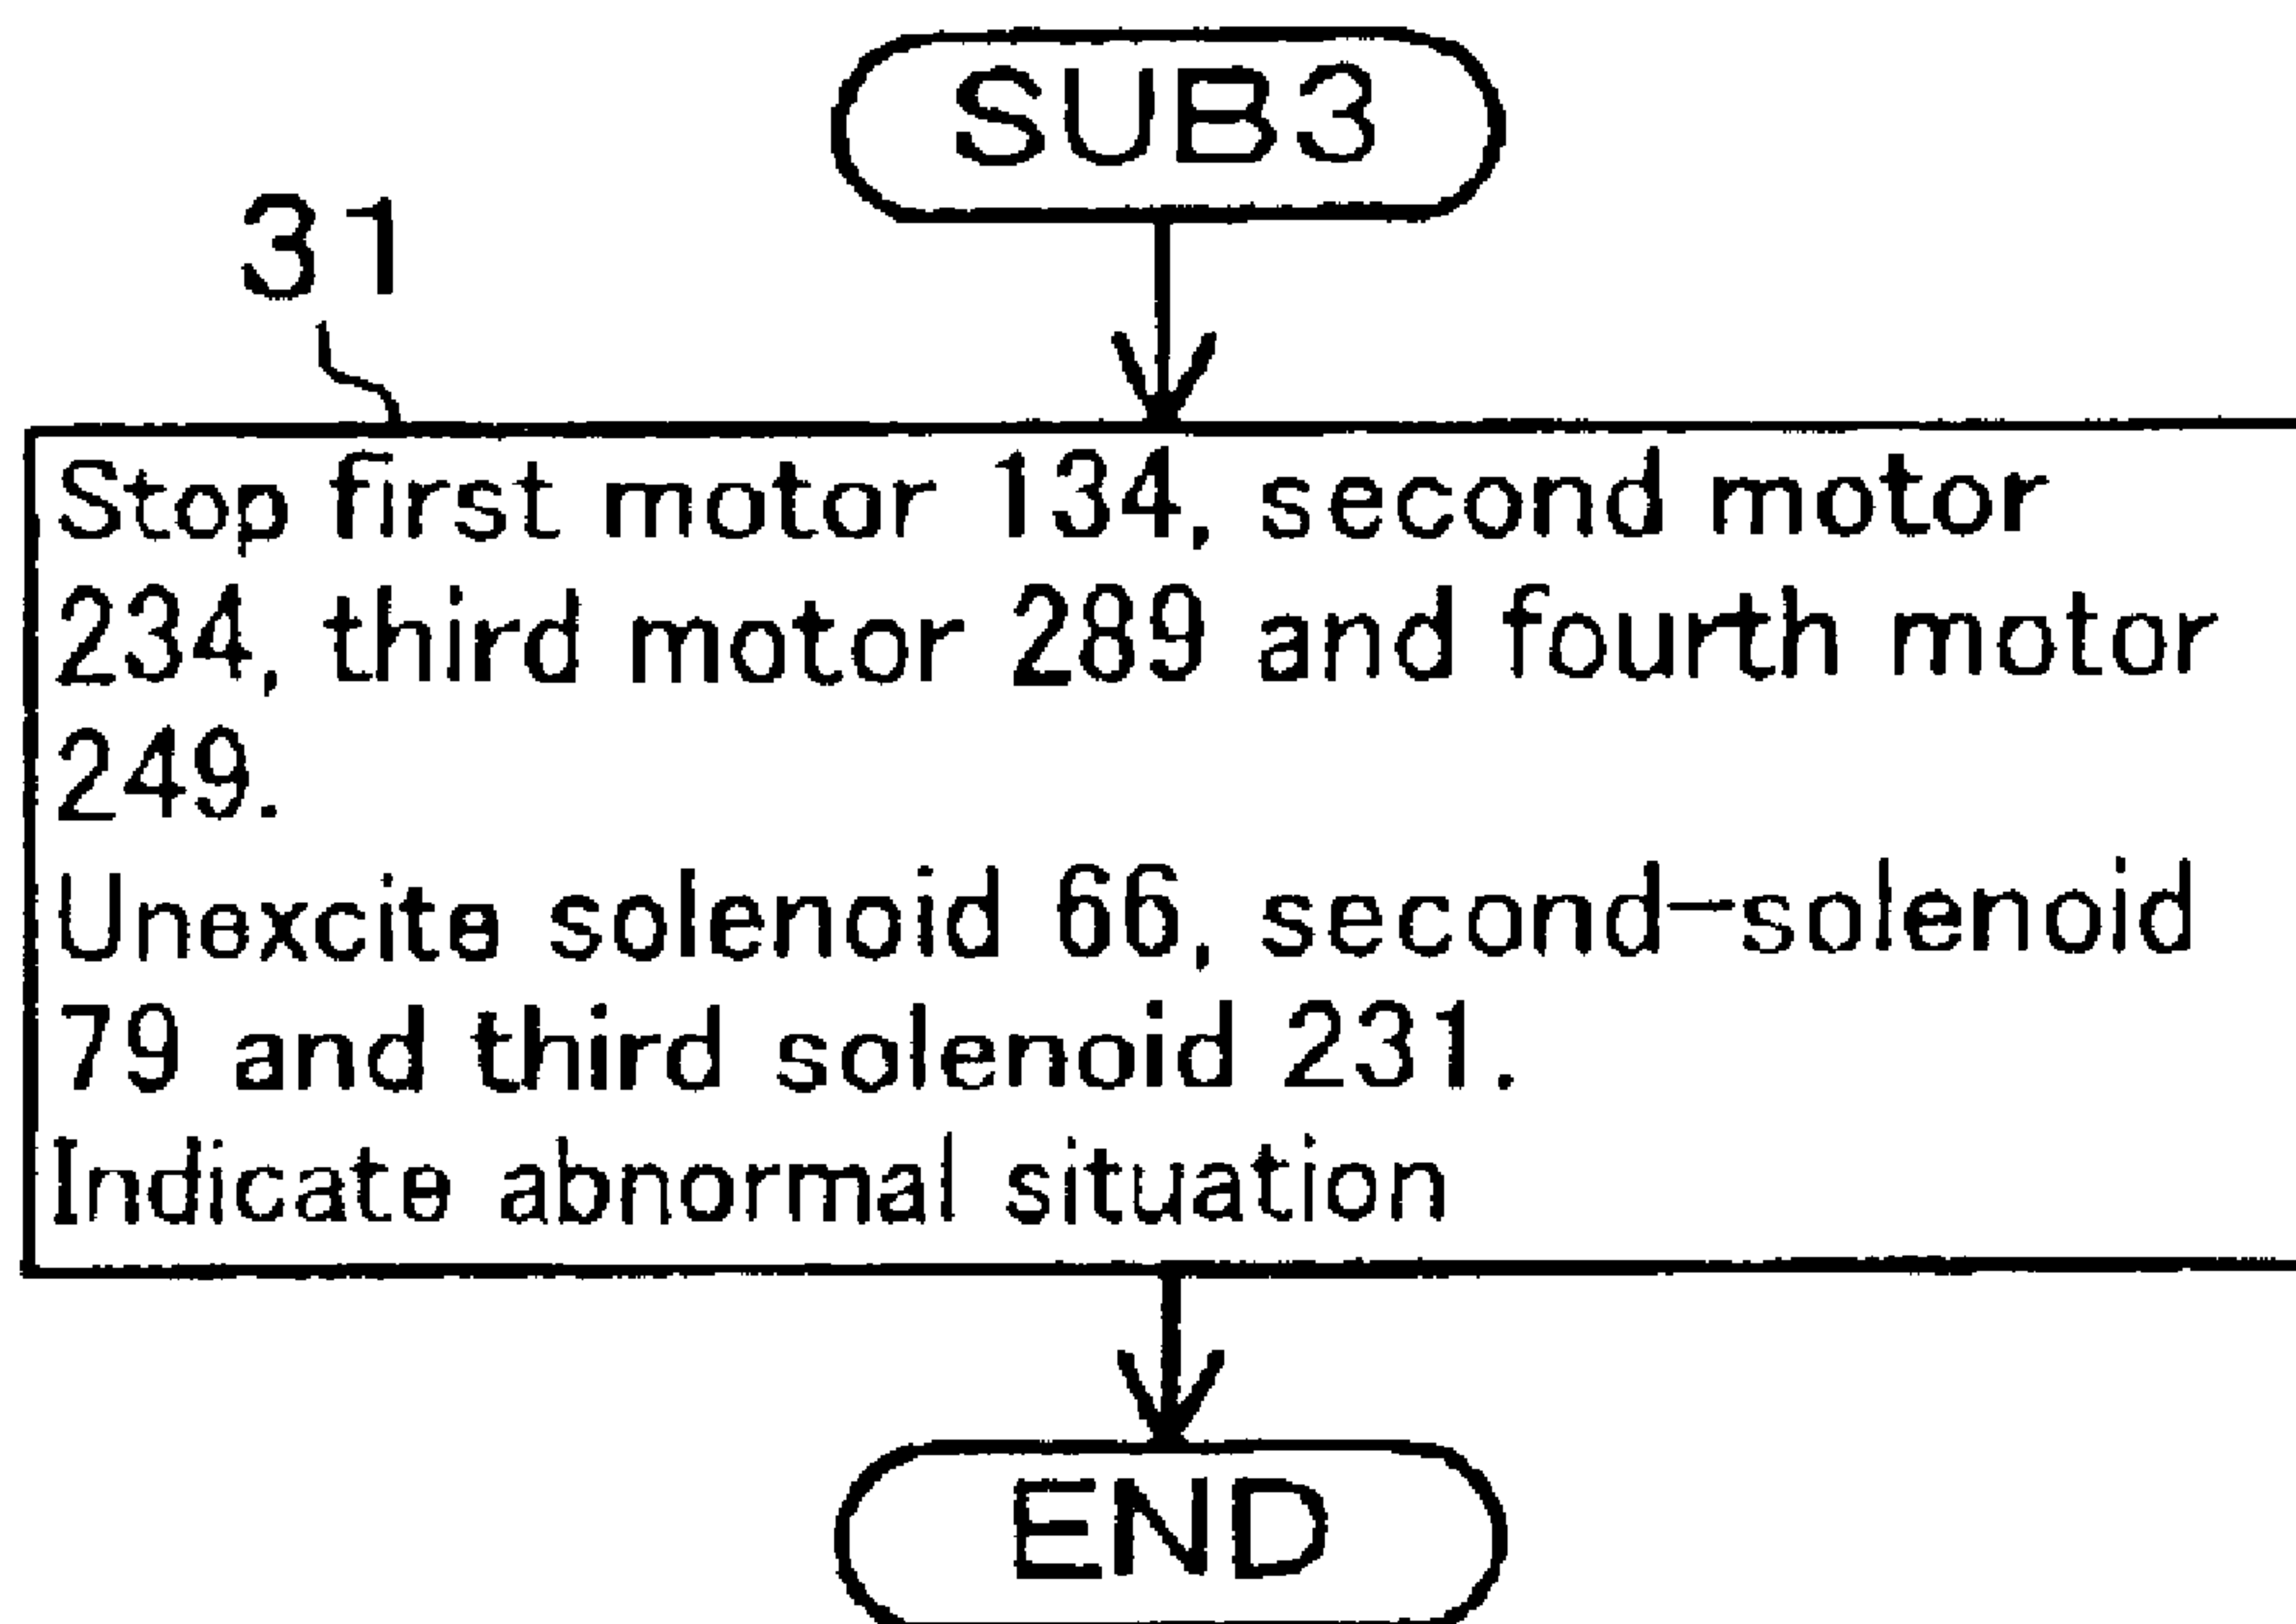 SUB3
31
Stop first motor 134, second motor
234, third motor 289 and fourth motor
249.
Unexcite solenoid 66, second-solenoid
79 and third solenoid 231.
Indicate abnormal situation
END